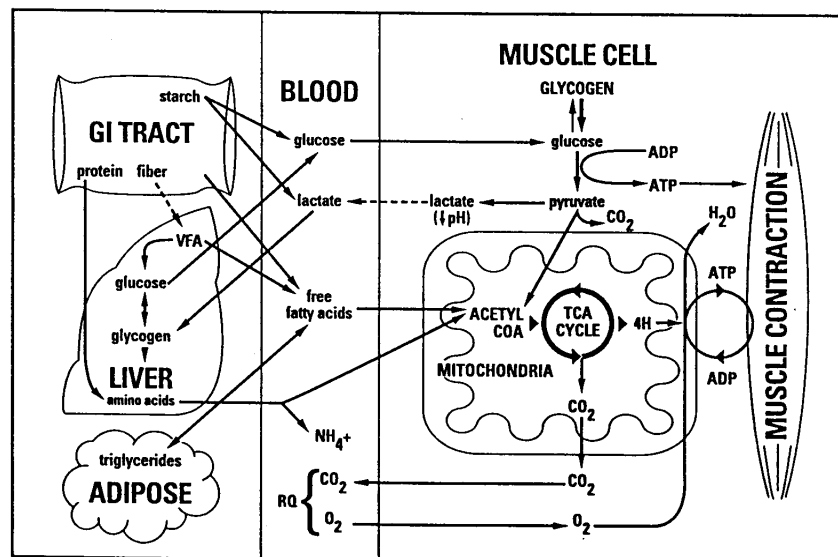 GI TRACT
starch
protein
fiber
VFA
glucose
glycogen
LIVER
amino acids
triglycerides
ADIPOSE
BLOOD
glucose
lactate
free
fatty acids
NH₄+
RQ
CO₂
O₂
MUSCLE CELL
GLYCOGEN
glucose
ADP
ATP
lactate
(↓pH)
pyruvate
CO₂
H₂O
ACETYL
COA
TCA
CYCLE
4H
MITOCHONDRIA
ATP
ADP
CO₂
CO₂
O₂
MUSCLE CONTRACTION